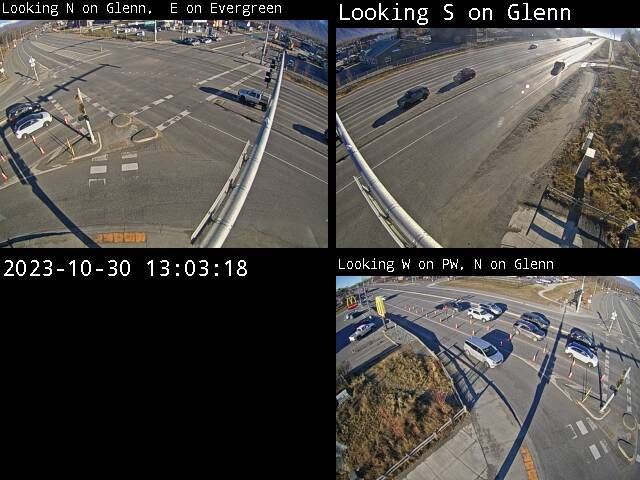 Looking N on Glenn,  E on Evergreen
Looking S on Glenn
2023-10-30 13:03:18
Looking W on PW, N on Glenn